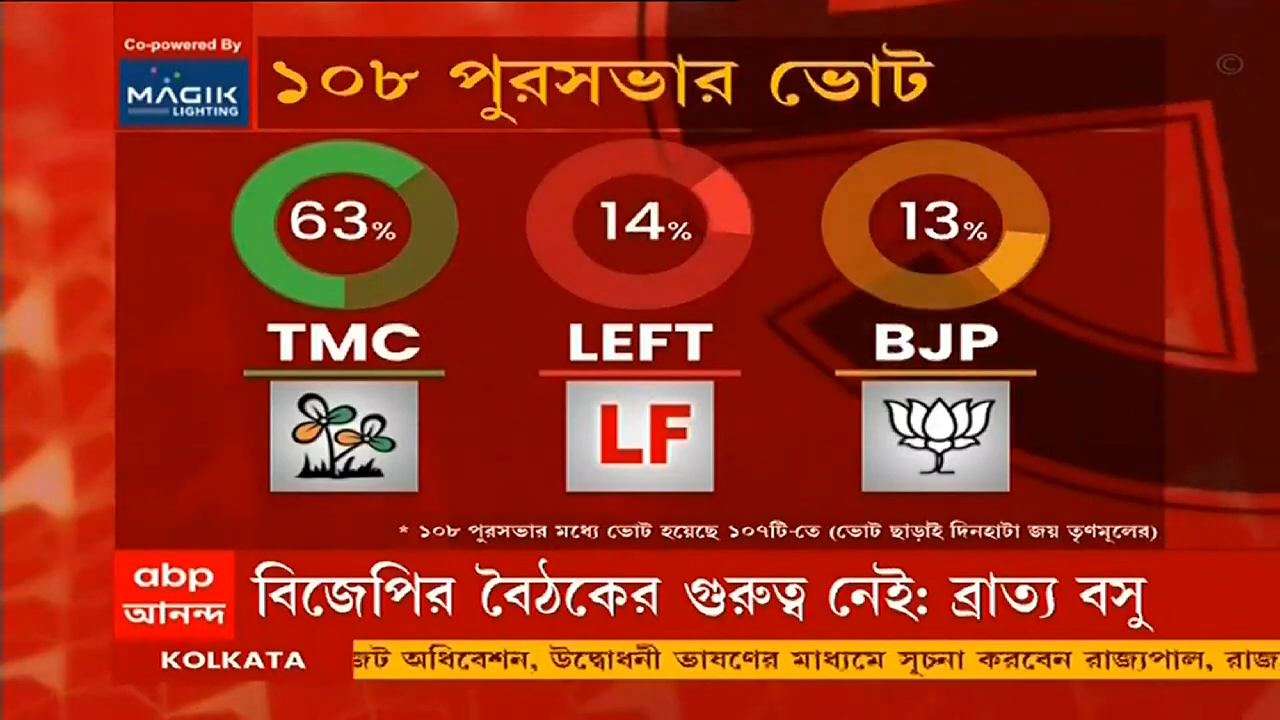 Co-powered By
MAGIK
LIGHTING
১০৮ পুরসভার ভোট
©
63%
14%
13%
TMC
LEFT
BJP
LF
* ১০৮ পুরসভার মধ্যে ভোট হয়েছে ১০৭টি-তে (ভোট ছাড়াই দিনহাটা জয় তৃণমূলের)
abp
আনন্দ
বিজেপির বৈঠকের গুরুত্ব নেই: ব্রাত্য বসু
KOLKATA
অধিবেশন, উদ্বোধনী ভাষণের মাধ্যমে সূচনা করবেন রাজ্যপাল,